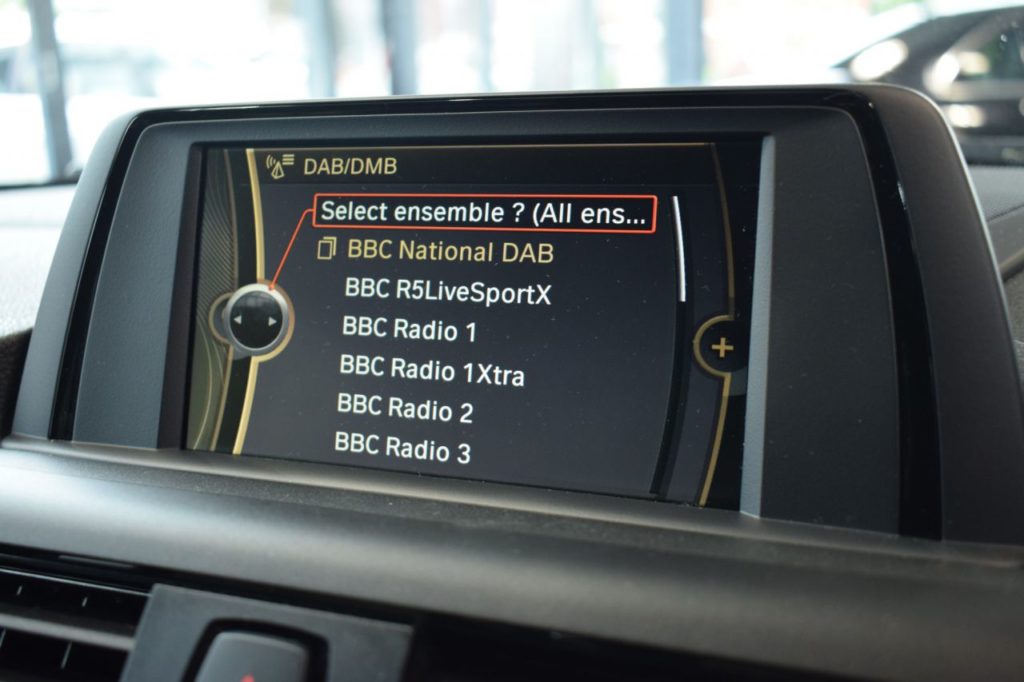 DAB/DMB
Select ensemble ? (All ens...
BBC National DAB
BBC R5LiveSportX
BBC Radio 1
BBC Radio 1Xtra
BBC Radio 2
BBC Radio 3